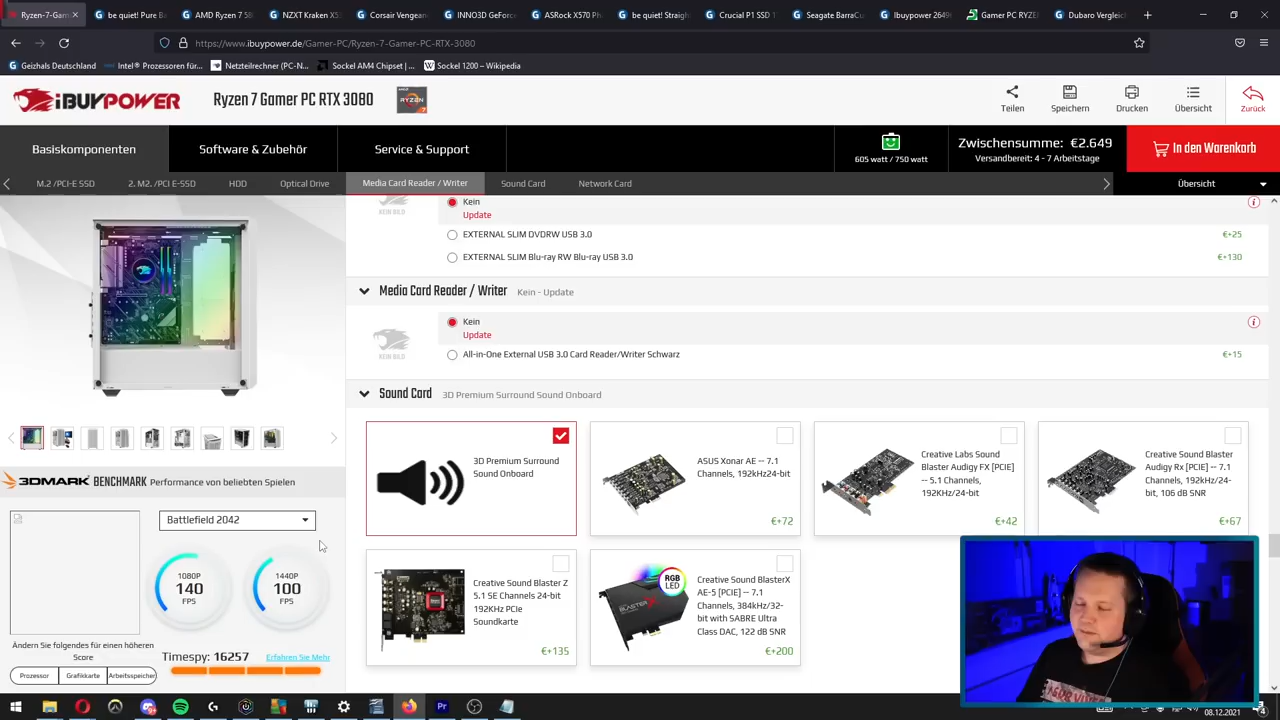 Ryzen-7-Gam
be quiet! Pure Ba
AMD Ryzen 5
NZXT Kraken X5
Corsair Vengean
INNO3D GeForce
ASRock X570 Ph
be quiet! Straigh
Crucial P1 SSD 1
Seagate BarraCu
Ibuypower 2649
Gamer PC RYZE
Dubaro Vergleich
https://www.ibuypower.de/Gamer-PC/Ryzen-7-Gamer-PC-RTX-3080
Geizhals Deutschland
Intel® Prozessoren für...
Netzteilrechner (PC-N...
Sockel AM4 Chipset |...
Sockel 1200 – Wikipedia
iBUYPOWER
Ryzen 7 Gamer PC RTX 3080
RYZEN
Teilen
Speichern
Drucken
Übersicht
Zurück
Basiskomponenten
Software & Zubehör
Service & Support
605 watt / 750 watt
Zwischensumme: €2.649
Versandbereit: 4 - 7 Arbeitstage
In den Warenkorb
M.2 /PCI-E SSD
2. M2. /PCI E-SSD
HDD
Optical Drive
Media Card Reader / Writer
Sound Card
Network Card
Übersicht
KEIN BILD
Kein
Update
EXTERNAL SLIM DVDRW USB 3.0
€+25
EXTERNAL SLIM Blu-ray RW Blu-ray USB 3.0
€+130
Media Card Reader / Writer
Kein - Update
KEIN BILD
Kein
Update
All-in-One External USB 3.0 Card Reader/Writer Schwarz
€+15
Sound Card
3D Premium Surround Sound Onboard
3D Premium Surround
Sound Onboard
ASUS Xonar AE -- 7.1
Channels, 192kHz24-bit
€+72
Creative Labs Sound
Blaster Audigy FX [PCIE]
-- 5.1 Channels,
192KHz/24-bit
€+42
Creative Sound Blaster
Audigy Rx [PCIE] -- 7.1
Channels, 192kHz/24-
bit, 106 dB SNR
€+67
Creative Sound Blaster Z
5.1 SE Channels 24-bit
192KHz PCIe
Soundkarte
€+135
RGB
LED
Creative Sound BlasterX
AE-5 [PCIE] -- 7.1
Channels, 384kHz/32-
bit with SABRE Ultra
Class DAC, 122 dB SNR
€+200
3DMARK BENCHMARK Performance von beliebten Spielen
Battlefield 2042
1080P
140
FPS
1440P
100
FPS
Ändern Sie folgendes für einen höheren
Score
Prozessor
Grafikkarte
Arbeitsspeicher
Timespy: 16257
Erfahren Sie Mehr
08.12.2021